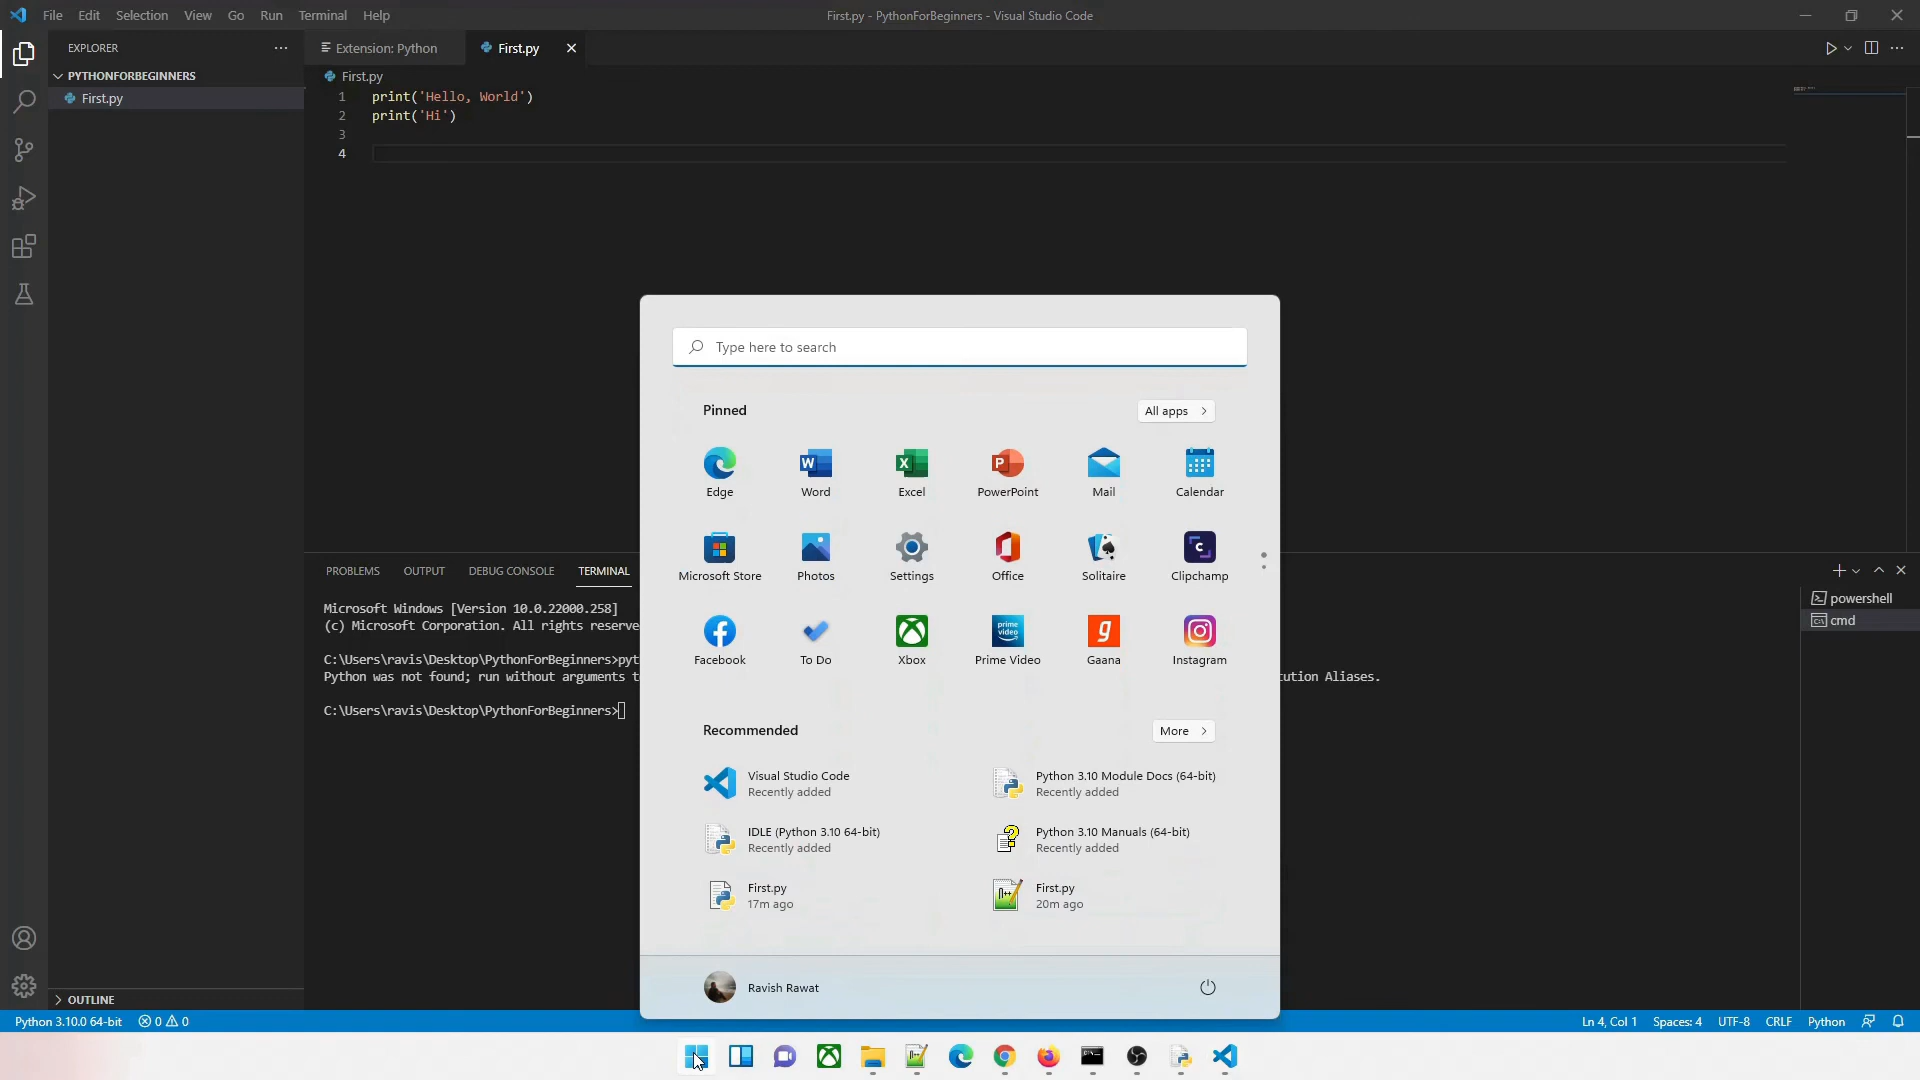 File Edit Selection View Go Run Terminal Help
First.py - PythonForBeginners - Visual Studio Code
EXPLORER
Extension: Python
First.py
PYTHONFORBEGINNERS
First.py
First.py
1 print('Hello, World')
2 print('Hi')
3
4
Type here to search
Pinned
All apps
Edge
Word
Excel
PowerPoint
Mail
Calendar
Microsoft Store
Photos
Settings
Office
Solitaire
Clipchamp
Facebook
To Do
Xbox
Prime Video
Gaana
Instagram
Recommended
More
Visual Studio Code
Recently added
Python 3.10 Module Docs (64-bit)
Recently added
IDLE (Python 3.10 64-bit)
Recently added
Python 3.10 Manuals (64-bit)
Recently added
First.py
17m ago
First.py
20m ago
Ravish Rawat
PROBLEMS OUTPUT DEBUG CONSOLE TERMINAL
powershell
cmd
Microsoft Windows [Version 10.0.22000.258]
(c) Microsoft Corporation. All rights reserve
C:\Users\ravis\Desktop\PythonForBeginners>pyt
Python was not found; run without arguments t
cution Aliases.
C:\Users\ravis\Desktop\PythonForBeginners>
OUTLINE
Python 3.10.0 64-bit 0 0
Ln 4, Col 1 Spaces: 4 UTF-8 CRLF Python